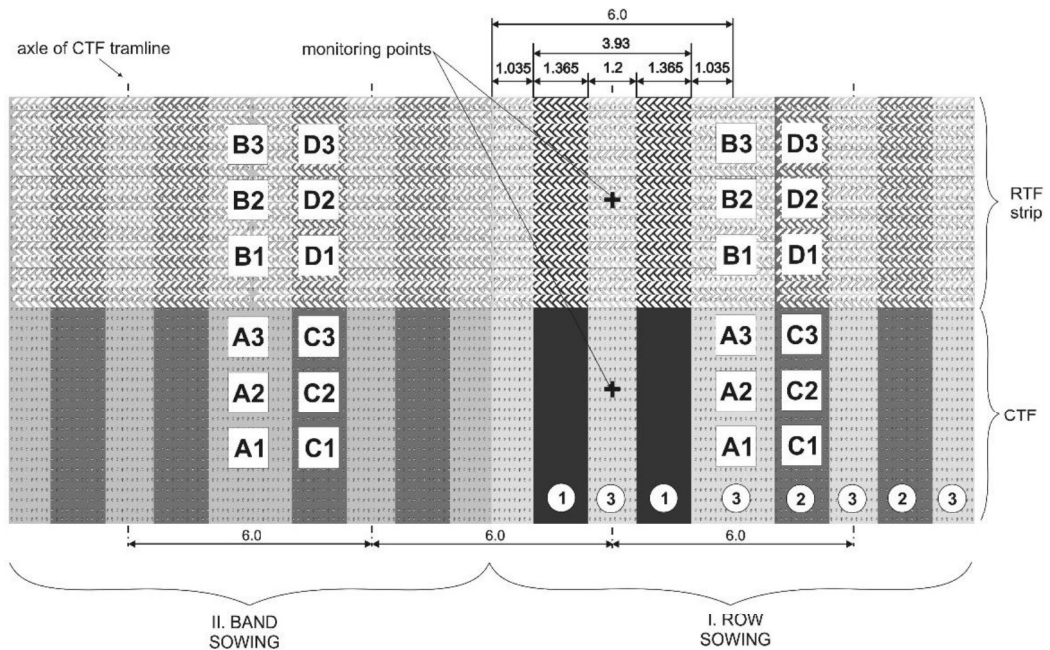 6.0
axle of CTF tramline
monitoring points
3.93
1.035 1.365 1.2 1.365 1.035
B3 D3 B3 D3
B2 D2 B2 D2
RTF
strip
B1 D1 B1 D1
A3 C3 A3 C3
A2 C2 A2 C2
CTF
A1 C1 A1 C1
1 3 1 3 2 3 2 3
6.0 6.0 6.0
II. BAND
SOWING
I. ROW
SOWING